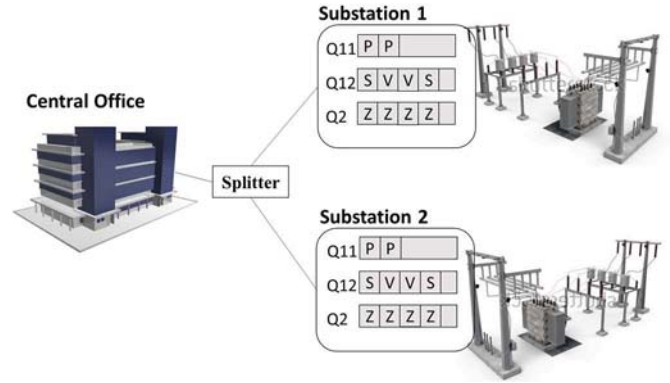 Substation 1
Q11 P P
Q12 S V V S
Q2 Z Z Z Z
Central Office
Splitter
Substation 2
Q11 P P
Q12 S V V S
Q2 Z Z Z Z